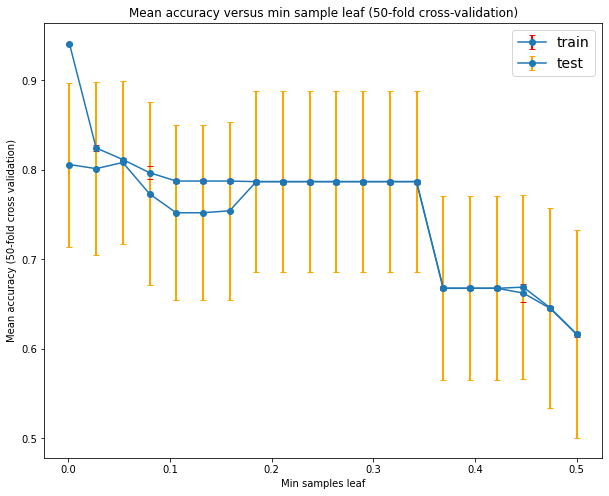 Mean accuracy versus min sample leaf (50-fold cross-validation)
train
test
Mean accuracy (50-fold cross validation)
0.9
0.8
0.7
0.6
0.5
0.0 0.1 0.2 0.3 0.4 0.5
Min samples leaf